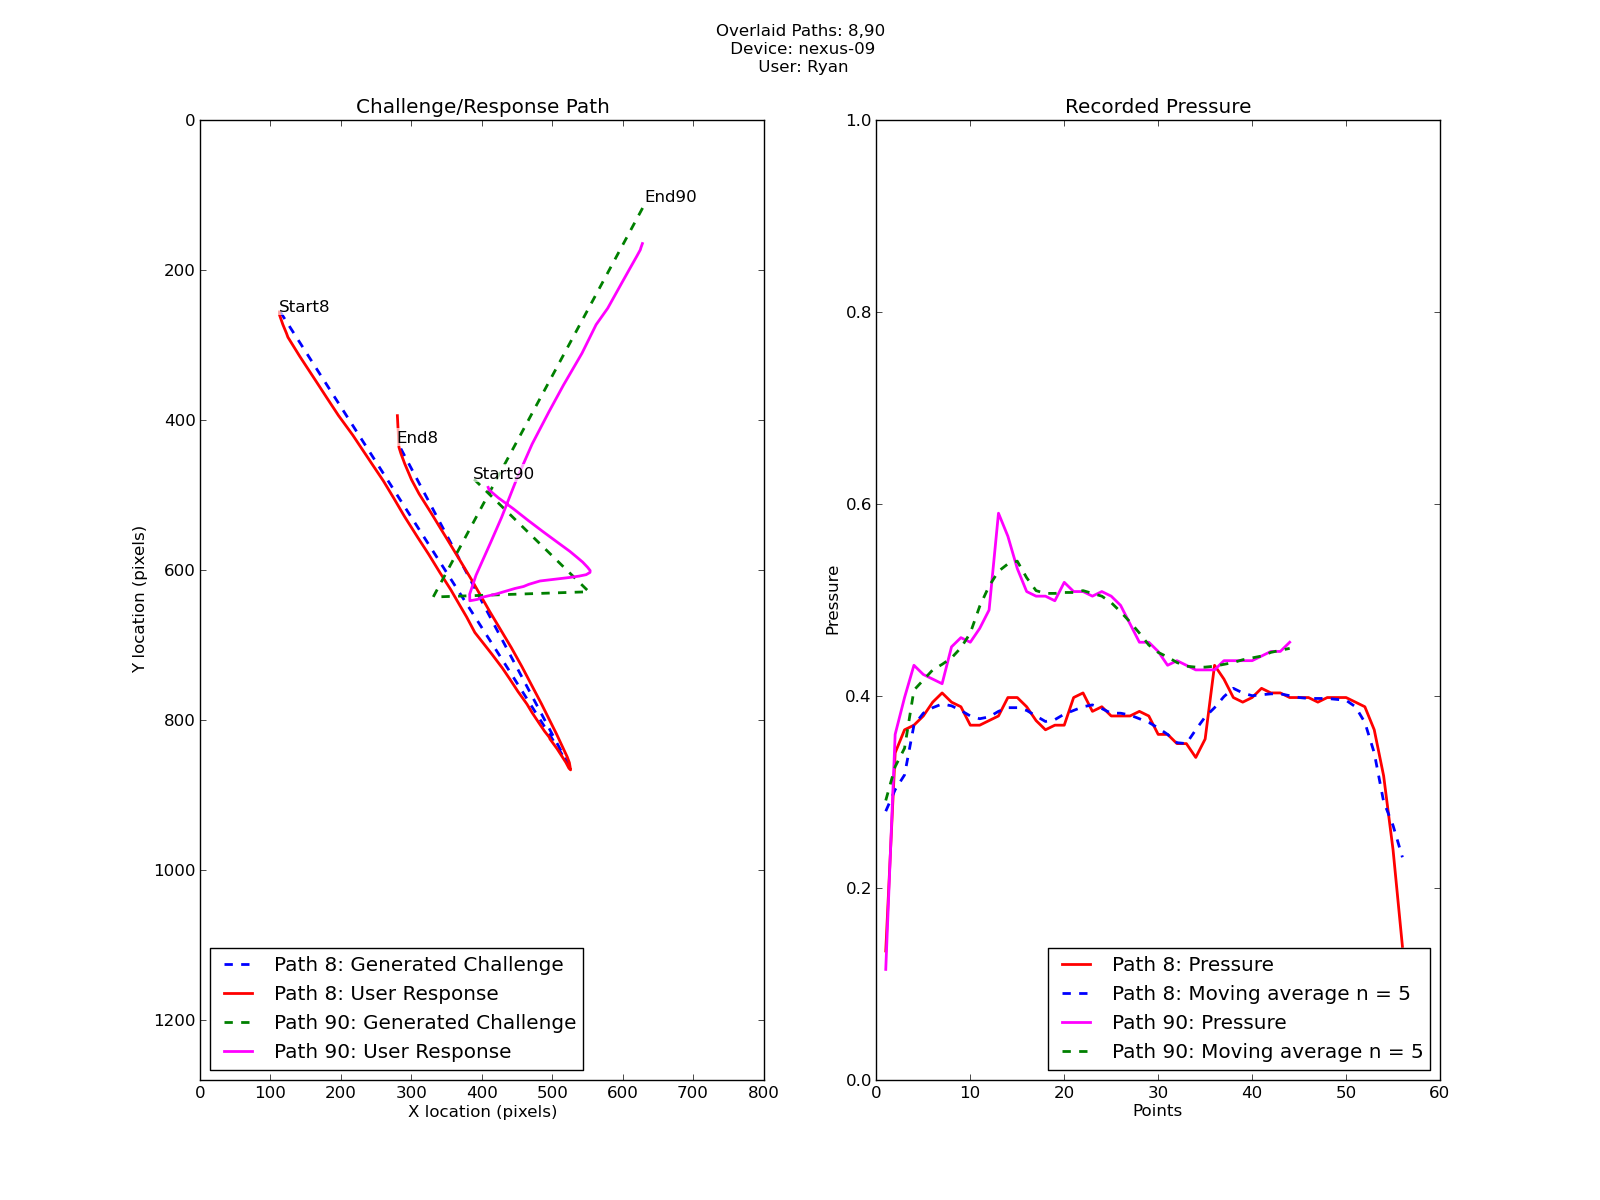 Overlaid Paths: 8,90
Device: nexus-09
User: Ryan
Challenge/Response Path
0
200
400
600
800
1000
1200
Y location (pixels)
End90
Start8
End8
Start90
Path 8: Generated Challenge
Path 8: User Response
Path 90: Generated Challenge
Path 90: User Response
0 100 200 300 400 500 600 700 800
X location (pixels)
Recorded Pressure
1.0
0.8
0.6
0.4
0.2
0.0
Pressure
Path 8: Pressure
Path 8: Moving average n = 5
Path 90: Pressure
Path 90: Moving average n = 5
0 10 20 30 40 50 60
Points